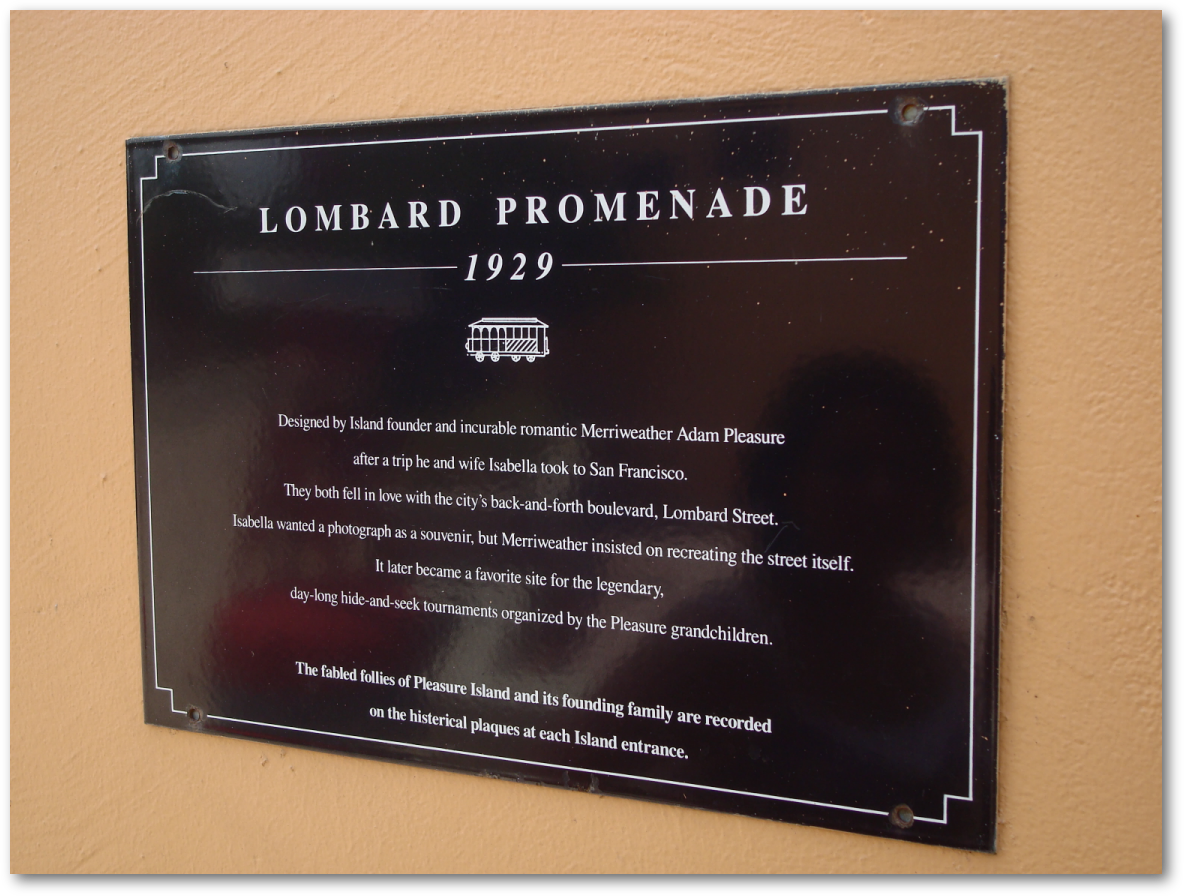 LOMBARD PROMENADE
1929
Designed by Island founder and incurable romantic Merriweather Adam Pleasure
after a trip he and wife Isabella took to San Francisco.
They both fell in love with the city's back-and-forth boulevard, Lombard Street.
Isabella wanted a photograph as a souvenir, but Merriweather insisted on recreating the street itself.
It later became a favorite site for the legendary,
day-long hide-and-seek tournaments organized by the Pleasure grandchildren.
The fabled follies of Pleasure Island and its founding family are recorded
on the histerical plaques at each Island entrance.